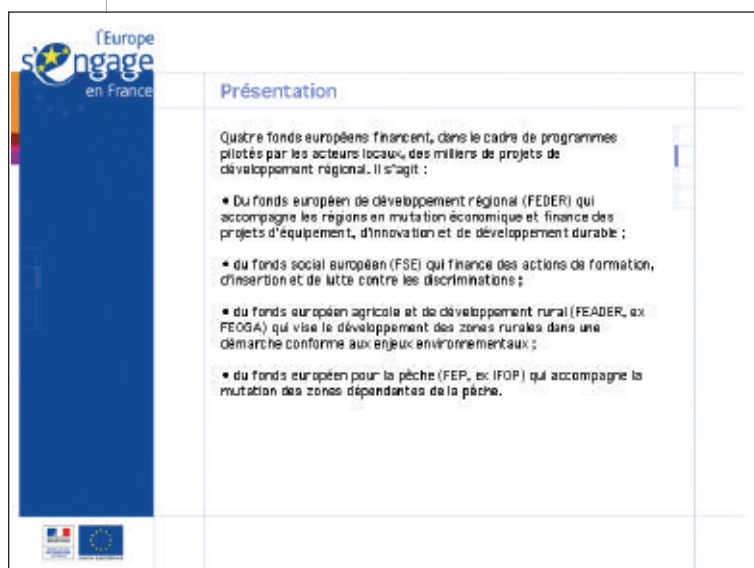 l'Europe
s'engage
en France
Présentation
Quatre fonds européens financent, dans le cadre de programmes
pilotés par les acteurs locaux, des milliers de projets de
développement régional. Il s'agit :
• Du fonds européen de développement régional (FEDER) qui
accompagne les régions en mutation économique et finance des
projets d'équipement, d'innovation et de développement durable ;
• du fonds social européen (FSE) qui finance des actions de formation,
d'insertion et de lutte contre les discriminations ;
• du fonds européen agricole et de développement rural (FEADER, ex
FEOGA) qui vise le développement des zones rurales dans une
démarche conforme aux enjeux environnementaux ;
• du fonds européen pour la pêche (FEP, ex IFOP) qui accompagne la
mutation des zones dépendantes de la pêche.